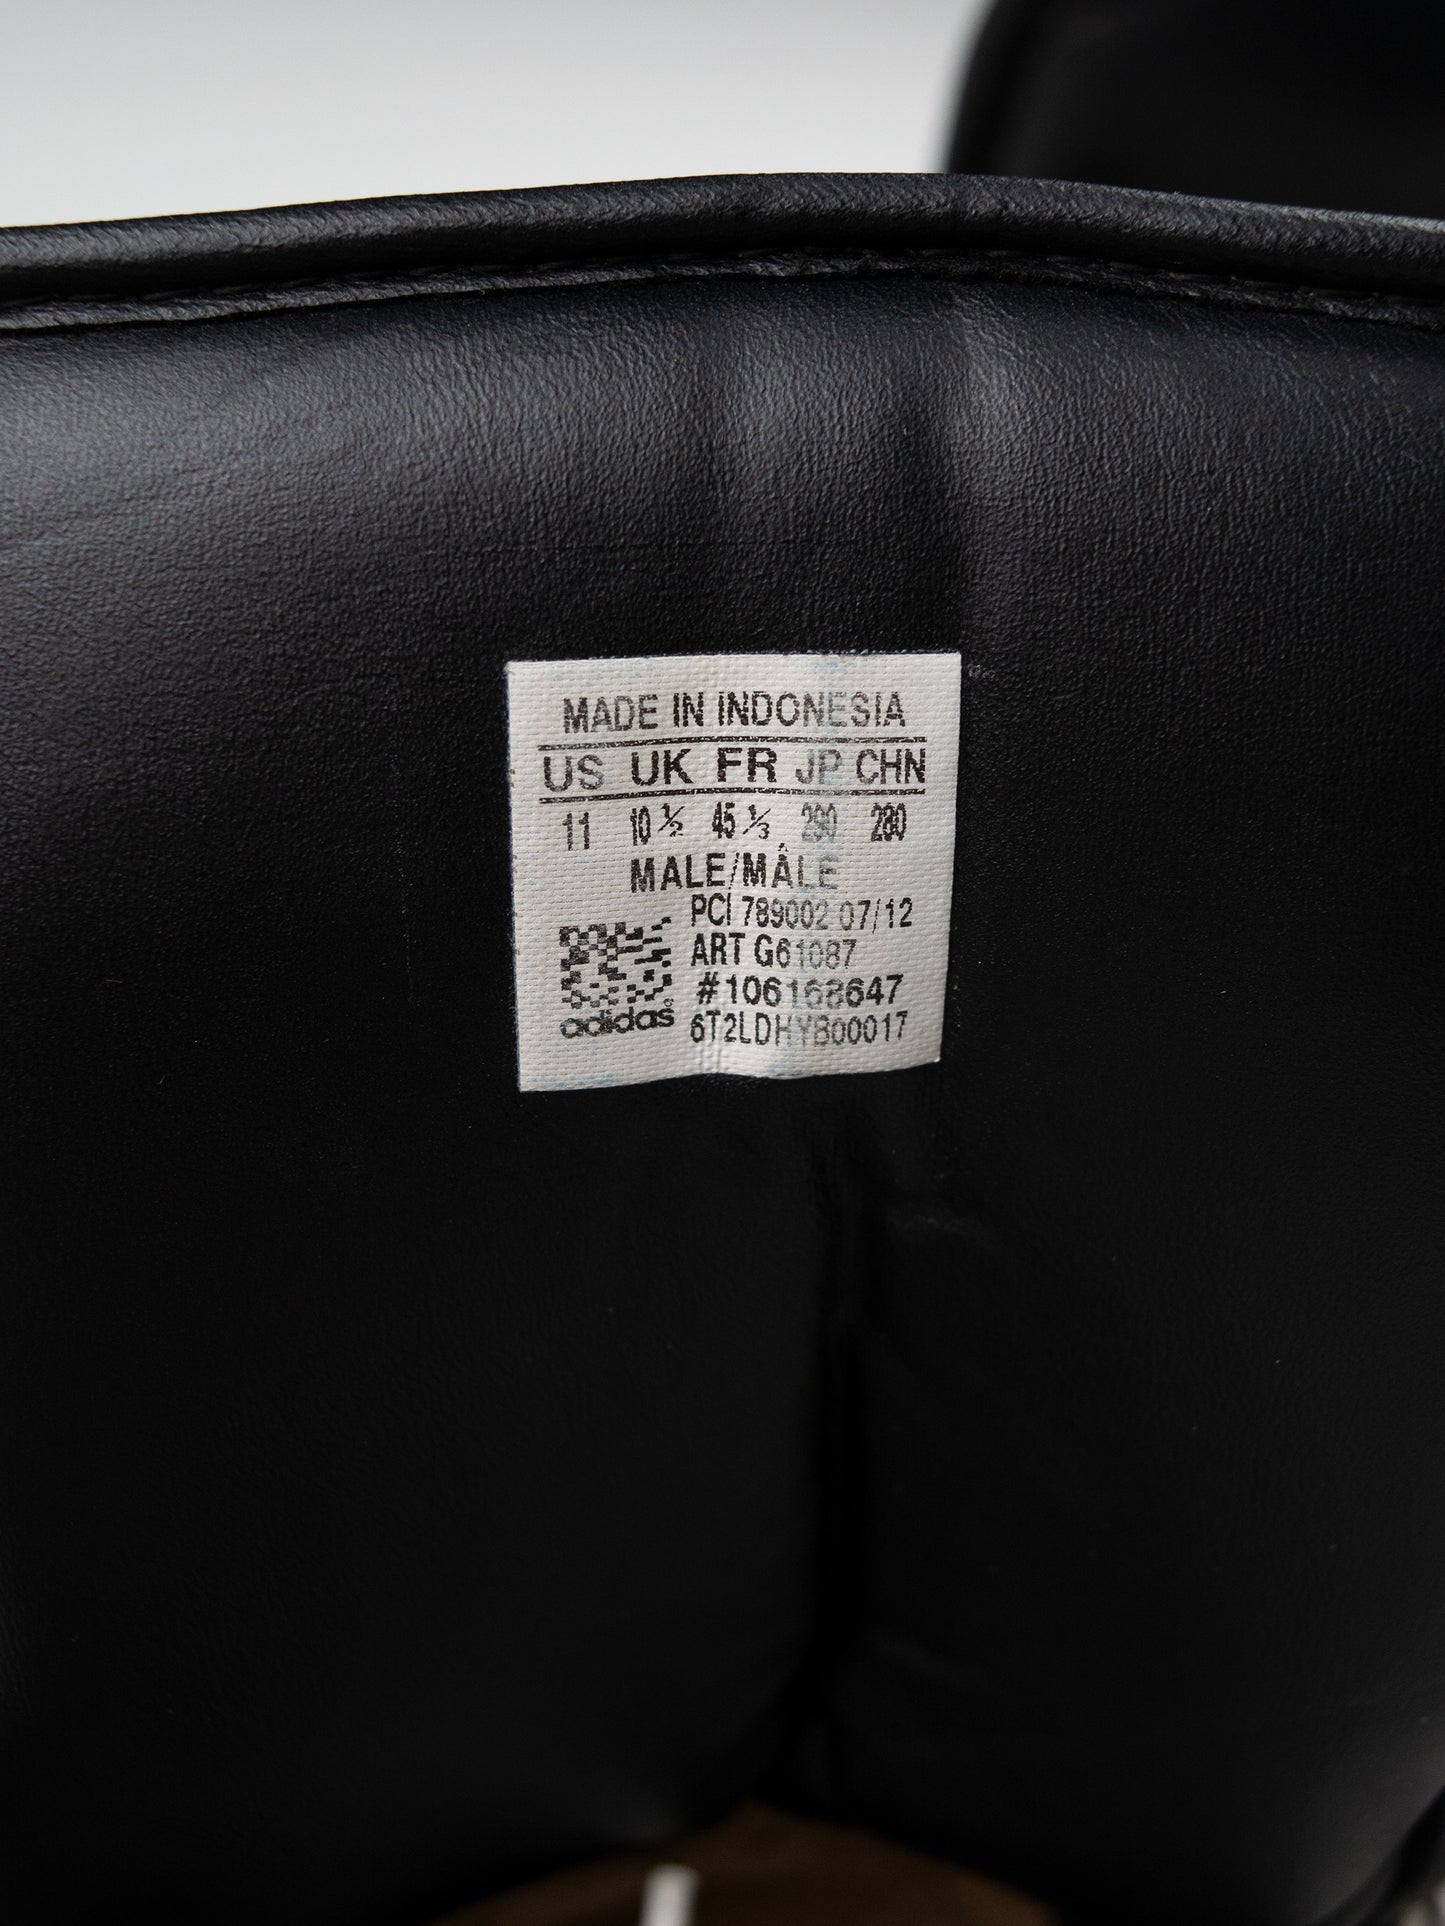 MADE IN INDONESIA
US UK FR JP CHN
11 10 ½ 45 ⅓ 290 280
MALE/MÂLE
PCI 789002 07/12
ART G61087
#106168647
adidas® 6T2LDHYB00017